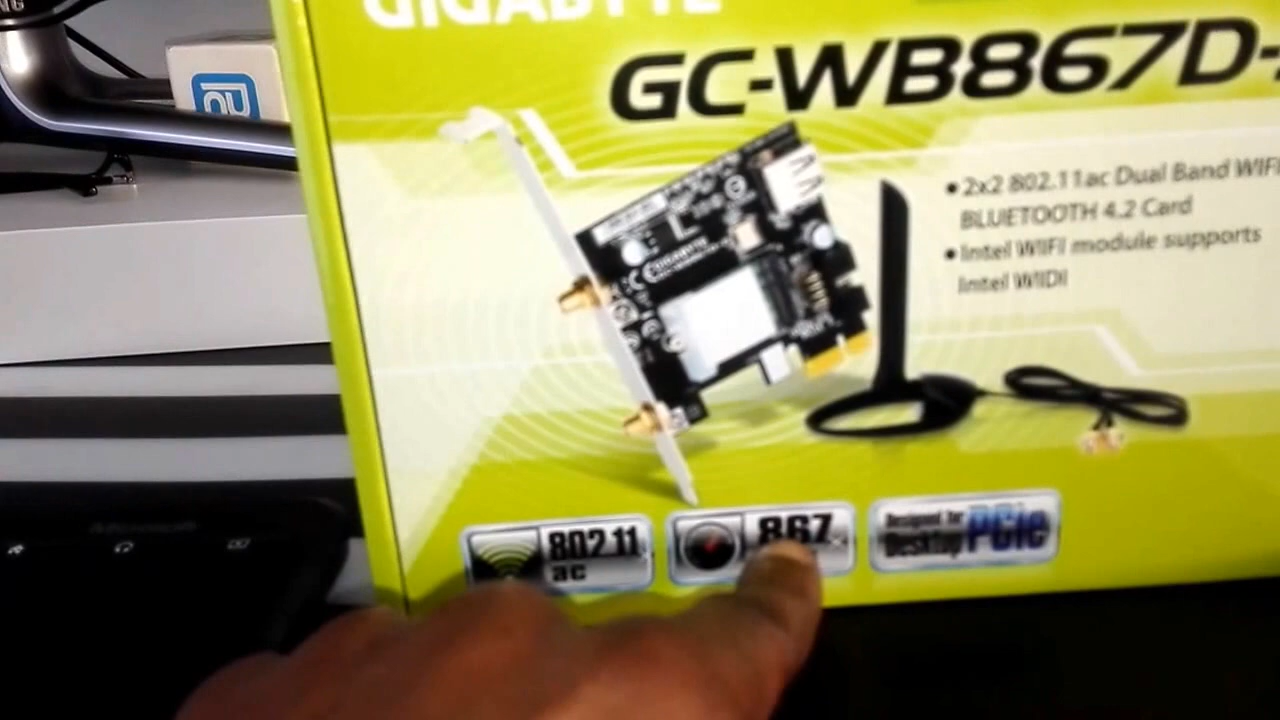 GIGABYTE
GC-WB867D-
• 2x2 802.11ac Dual Band WIFI
BLUETOOTH 4.2 Card
• Intel WIFI module supports
Intel WIDI
802.11
ac
867
Designed for
Desktop PCIe
Microsoft